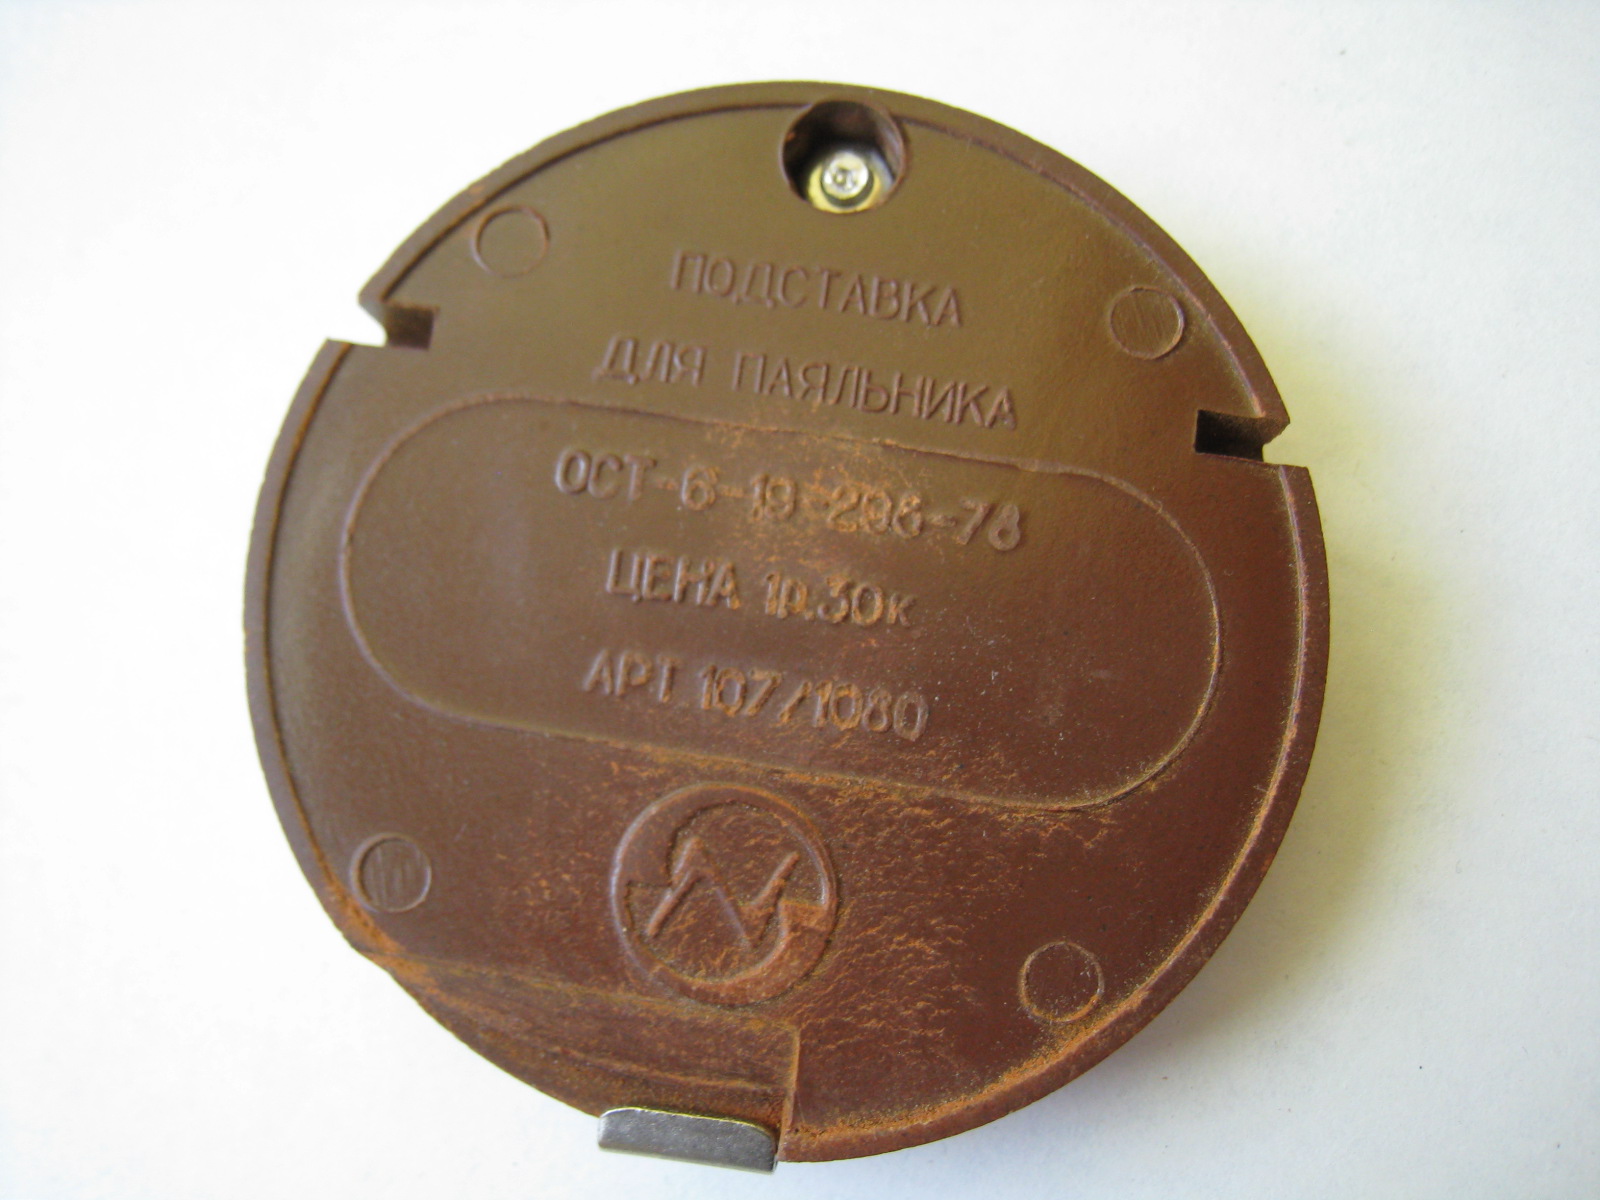 ПОДСТАВКА
ДЛЯ ПАЯЛЬНИКА
ОСТ-6-19-296-78
ЦЕНА 1р.30к
АРТ 107/1080